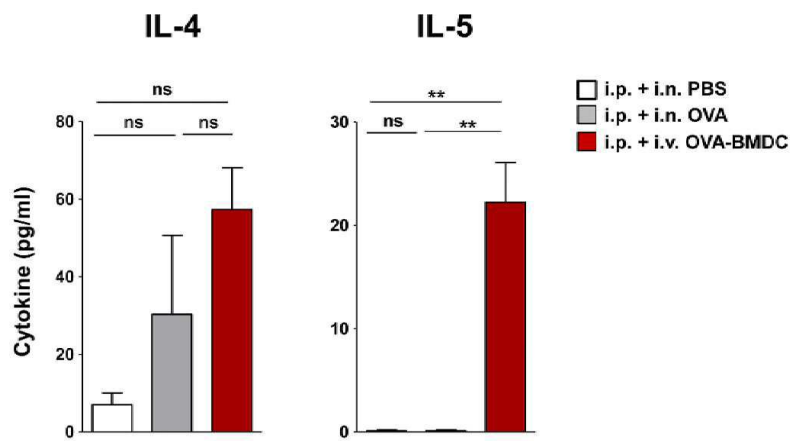 IL-4
IL-5
i.p. + i.n. PBS
i.p. + i.n. OVA
i.p. + i.v. OVA-BMDC
ns
ns
ns
**
ns
**
Cytokine (pg/ml)
80
60
40
20
0
30
20
10
0